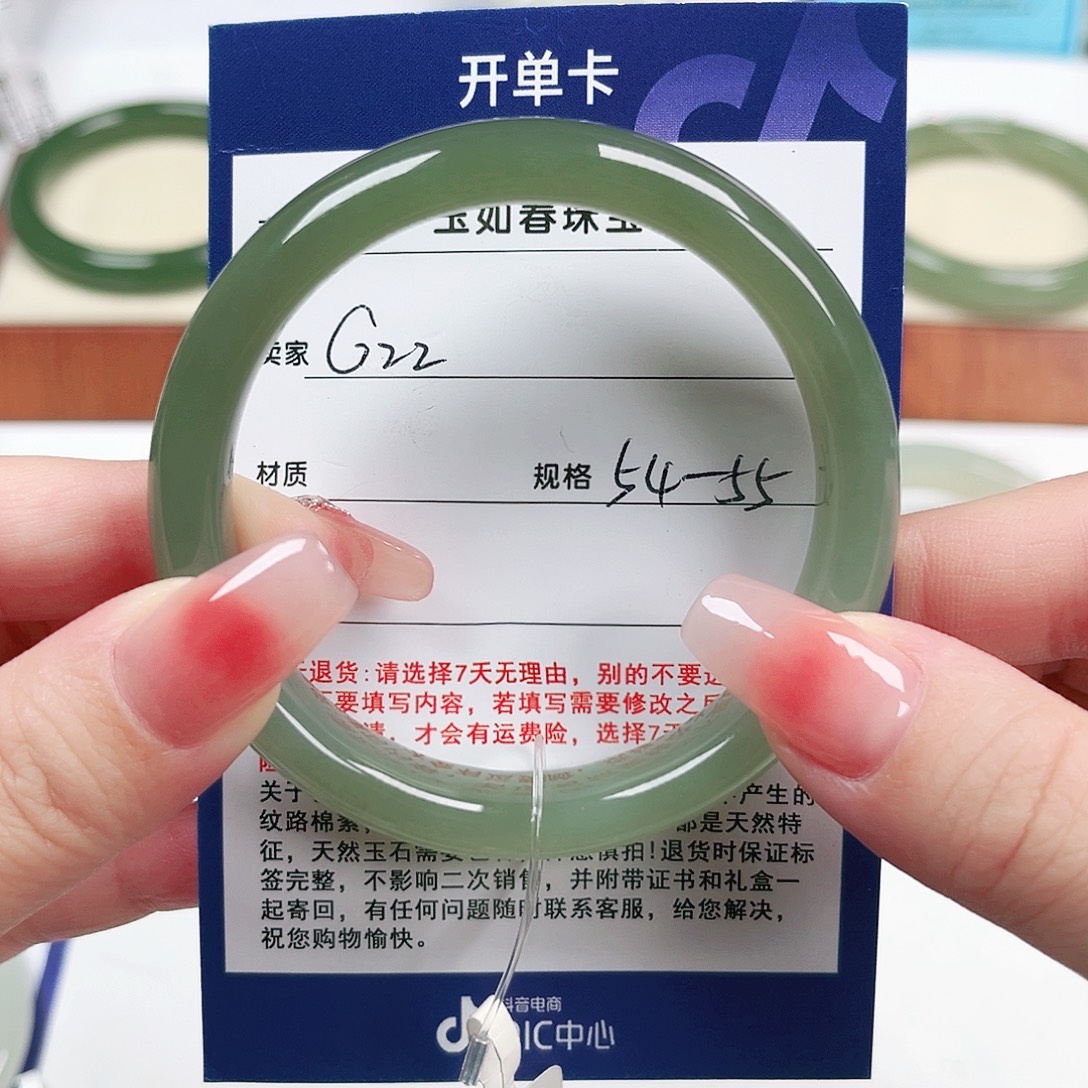 开单卡
玉如春珠宝
卖家 G22
材质 规格 54-55
退货:请选择7天无理由，别的不要
要填写内容，若填写需要修改之
请，才会有运费险，选择7
关于 产生的
纹路棉絮， 都是天然特
征，天然玉石需要 慎拍!退货时保证标
签完整，不影响二次销售，并附带证书和礼盒一
起寄回，有任何问题随时联系客服，给您解决，
祝您购物愉快。
抖音电商
QIC中心